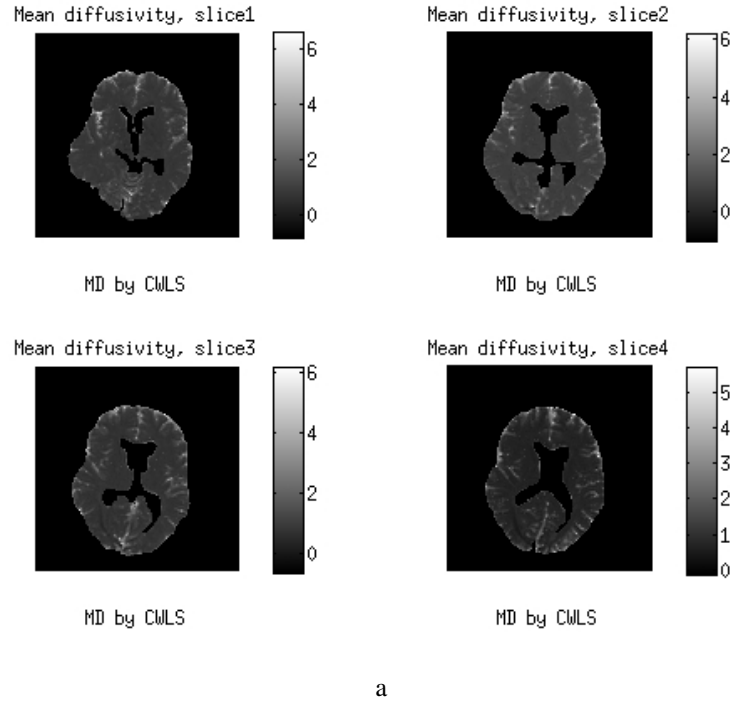 Mean diffusivity, slice1
6
4
2
0
MD by CWLS
Mean diffusivity, slice2
6
4
2
0
MD by CWLS
Mean diffusivity, slice3
6
4
2
0
MD by CWLS
Mean diffusivity, slice4
5
4
3
2
1
0
MD by CWLS
a